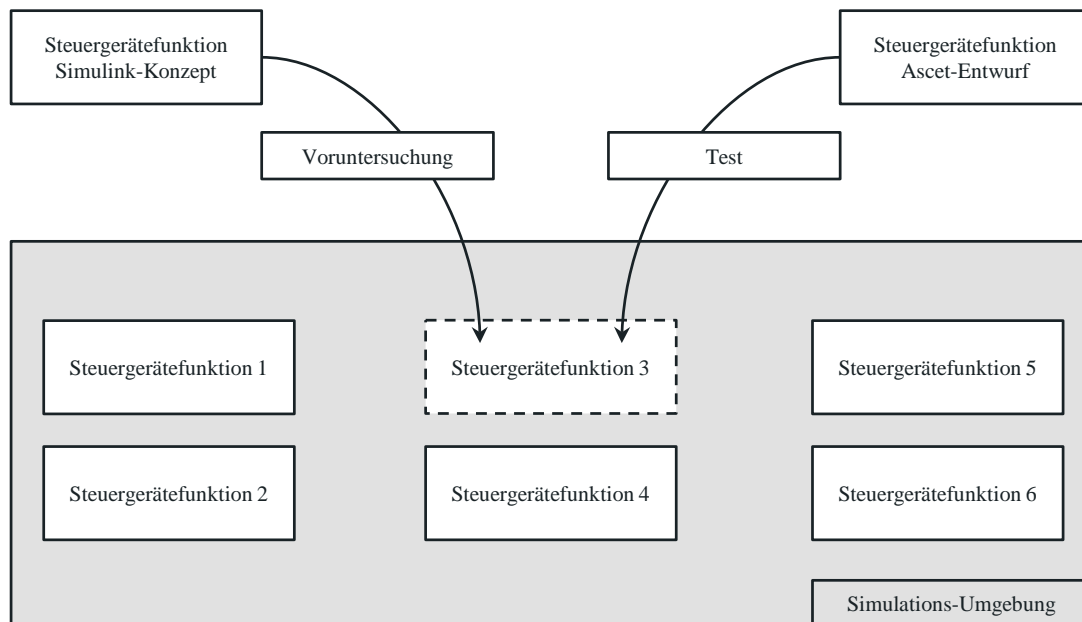 Steuergerätefunktion
Simulink-Konzept
Steuergerätefunktion
Ascet-Entwurf
Voruntersuchung
Test
Steuergerätefunktion 1
Steuergerätefunktion 3
Steuergerätefunktion 5
Steuergerätefunktion 2
Steuergerätefunktion 4
Steuergerätefunktion 6
Simulations-Umgebung